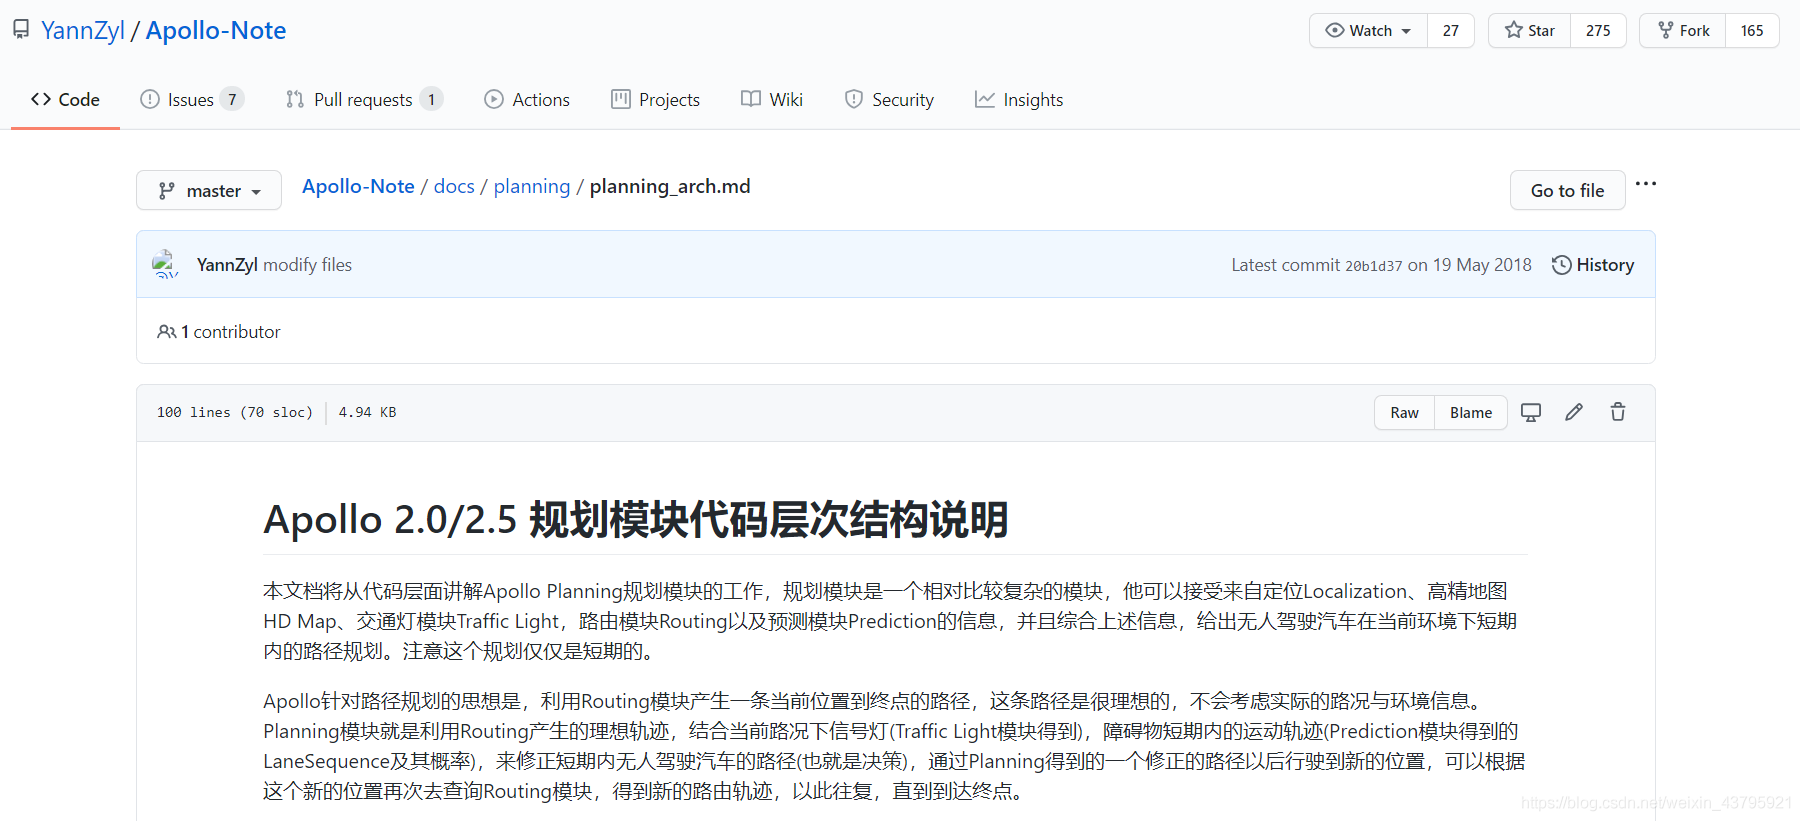 YannZyl / Apollo-Note
Watch 27 Star 275 Fork 165
Code Issues 7 Pull requests 1 Actions Projects Wiki Security Insights
master Apollo-Note / docs / planning / planning_arch.md Go to file
YannZyl modify files Latest commit 20b1d37 on 19 May 2018 History
1 contributor
100 lines (70 sloc) 4.94 KB Raw Blame
Apollo 2.0/2.5 规划模块代码层次结构说明
本文档将从代码层面讲解Apollo Planning规划模块的工作，规划模块是一个相对比较复杂的模块，他可以接受来自定位Localization、高精地图
HD Map、交通灯模块Traffic Light，路由模块Routing以及预测模块Prediction的信息，并且综合上述信息，给出无人驾驶汽车在当前环境下短期
内的路径规划。注意这个规划仅仅是短期的。
Apollo针对路径规划的思想是，利用Routing模块产生一条当前位置到终点的路径，这条路径是很理想的，不会考虑实际的路况与环境信息。
Planning模块就是利用Routing产生的理想轨迹，结合当前路况下信号灯(Traffic Light模块得到)，障碍物短期内的运动轨迹(Prediction模块得到的
LaneSequence及其概率)，来修正短期内无人驾驶汽车的路径(也就是决策)，通过Planning得到的一个修正的路径以后行驶到新的位置，可以根据
这个新的位置再次去查询Routing模块，得到新的路由轨迹，以此往复，直到到达终点。
https://blog.csdn.net/weixin_43795921